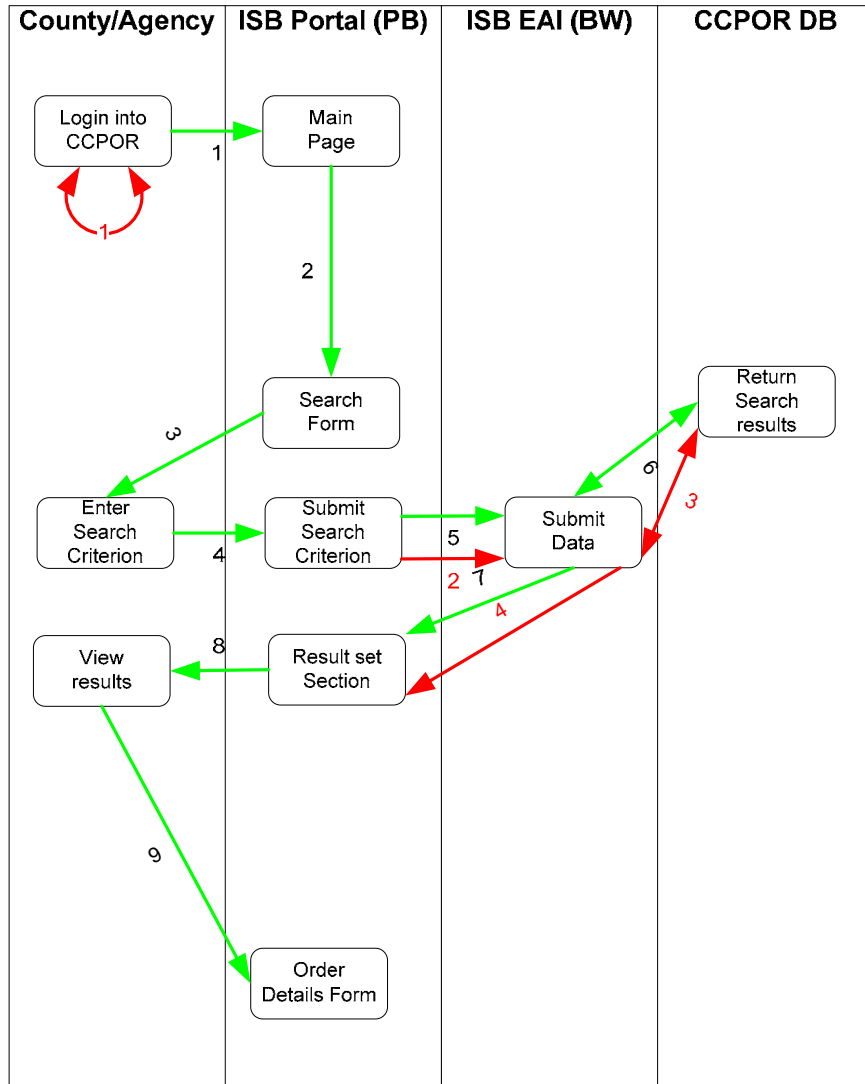 County/Agency
ISB Portal (PB)
ISB EAI (BW)
CCPOR DB
Login into
CCPOR
1
Main
Page
1
2
Search
Form
Return
Search
results
3
6
3
Enter
Search
Criterion
4
Submit
Search
Criterion
5
2
7
Submit
Data
4
View
results
8
Result set
Section
9
Order
Details Form